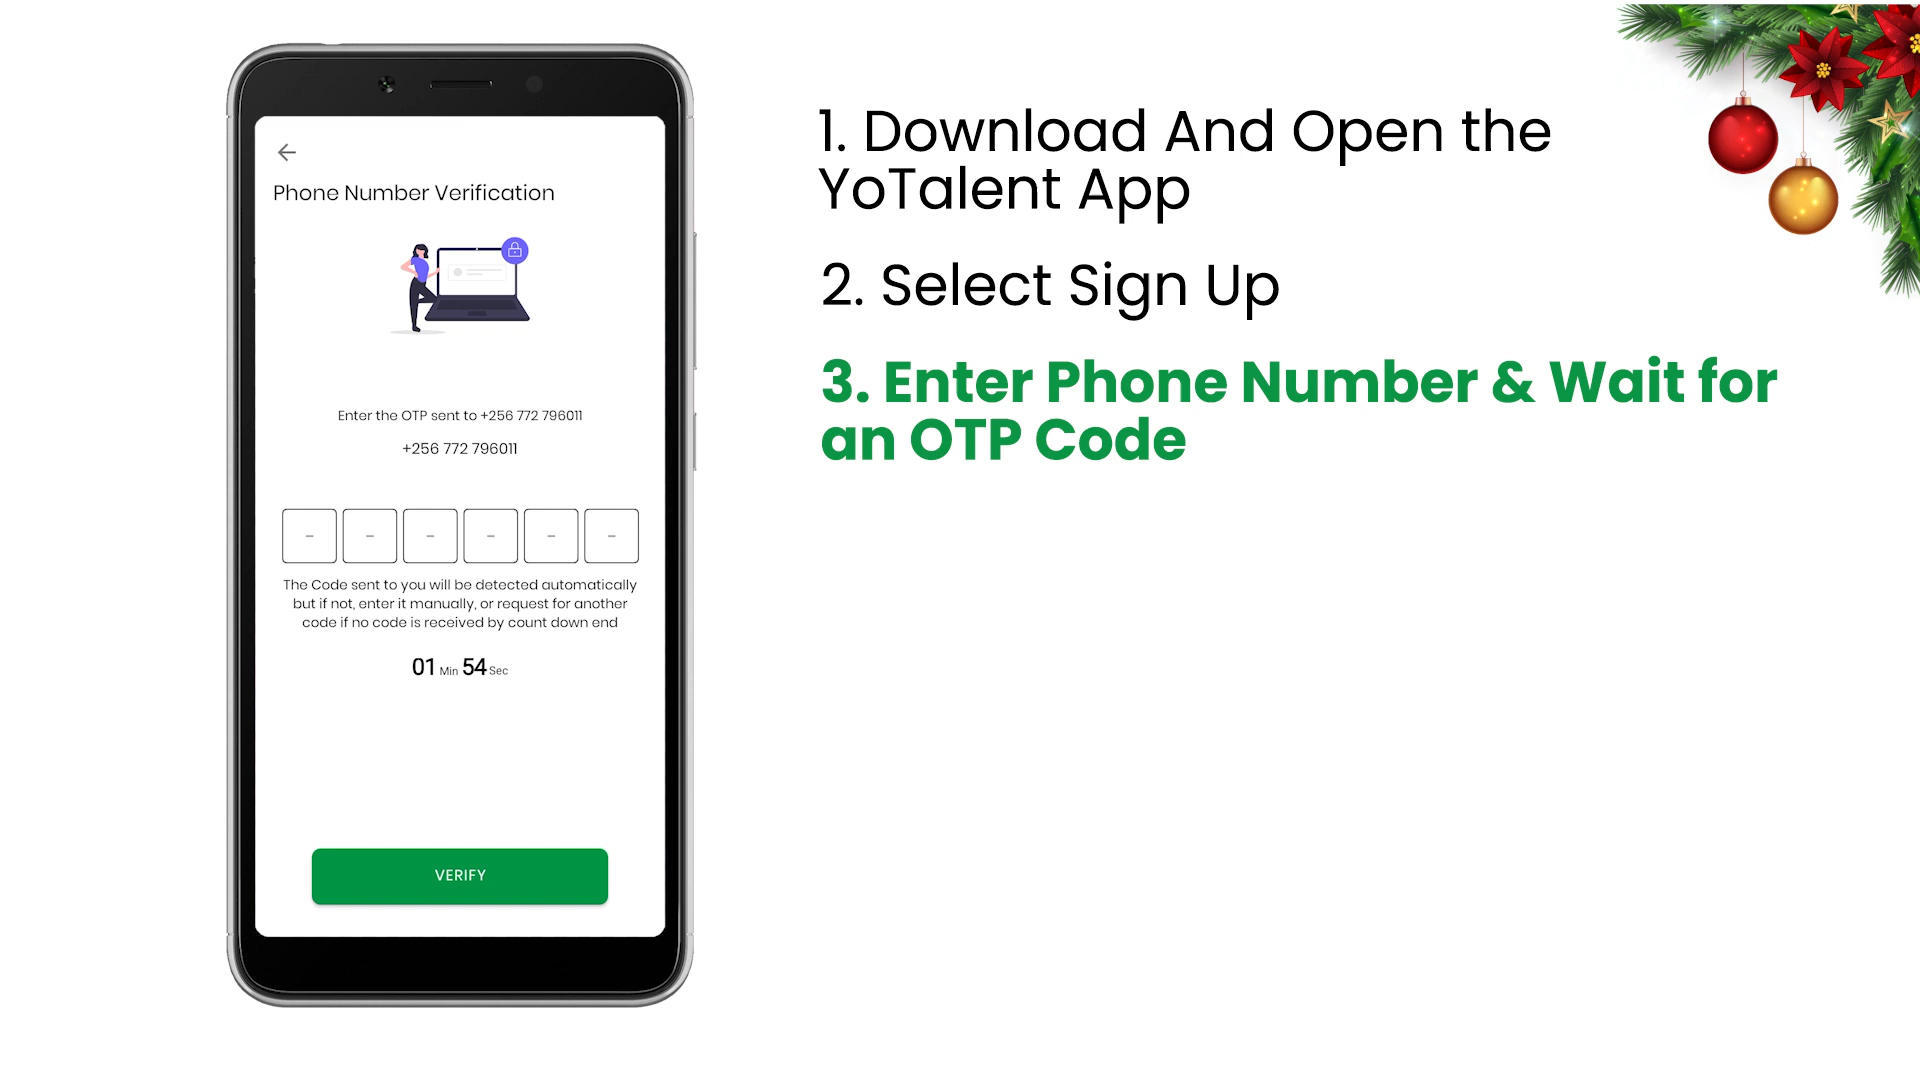 Phone Number Verification
Enter the OTP sent to +256 772 796011
+256 772 796011
- - - - - -
The Code sent to you will be detected automatically
but if not, enter it manually, or request for another
code if no code is received by count down end
01 Min 54 Sec
VERIFY
1. Download And Open the
YoTalent App
2. Select Sign Up
3. Enter Phone Number & Wait for
an OTP Code